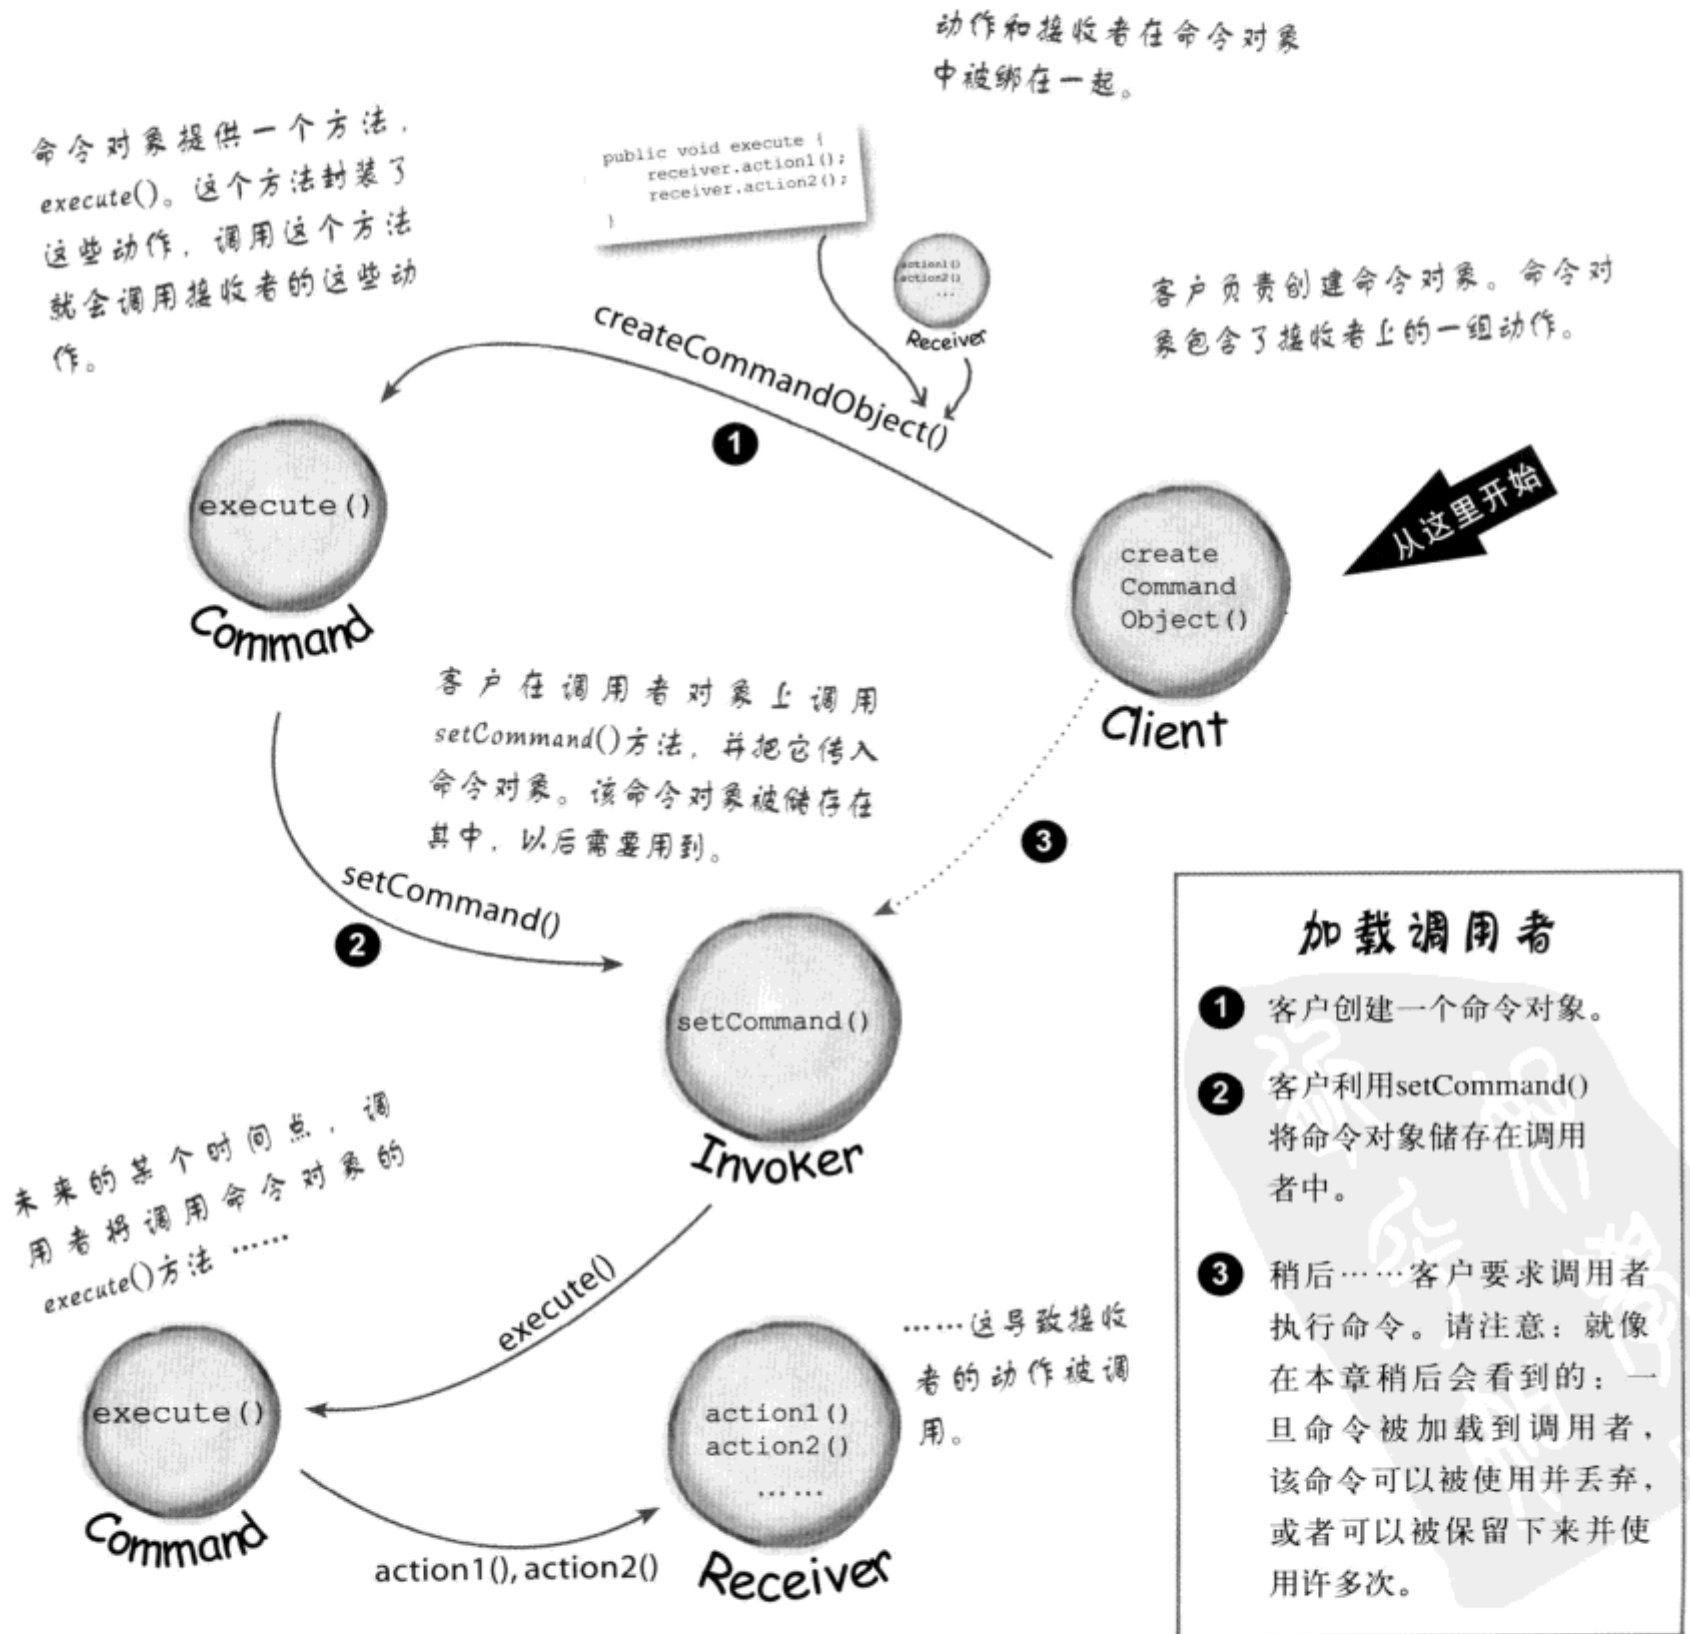 动作和接收者在命令对象
中被绑在一起。
命令对象提供一个方法，
execute()。这个方法封装了
这些动作，调用这个方法
就会调用接收者的这些动
作。
public void execute {
receiver.action1();
receiver.action2();
}
action1()
action2()
...
Receiver
客户负责创建命令对象。命令对
象包含了接收者上的一组动作。
createCommandObject()
1
从这里开始
execute()
Command
create
Command
Object()
Client
客户在调用者对象上调用
setCommand()方法，并把它传入
命令对象。该命令对象被储存在
其中，以后需要用到。
3
setCommand()
2
setCommand()
Invoker
未来的某个时间点，调
用者将调用命令对象的
execute()方法……
execute()
……这导致接收
者的动作被调
用。
execute()
Command
action1()
action2()
……
action1(), action2()
Receiver
加载调用者
1 客户创建一个命令对象。
2 客户利用setCommand()
将命令对象储存在调用
者中。
3 稍后……客户要求调用者
执行命令。请注意：就像
在本章稍后会看到的：一
旦命令被加载到调用者，
该命令可以被使用并丢弃，
或者可以被保留下来并使
用许多次。